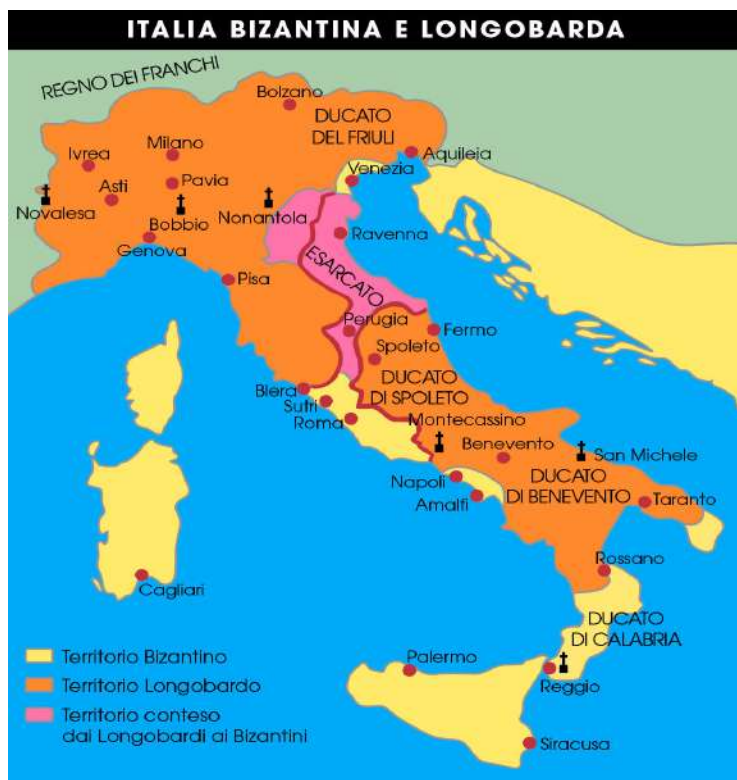 ITALIA BIZANTINA E LONGOBARDA
REGNO DEI FRANCHI
Bolzano
DUCATO
DEL FRIULI
Milano
Ivrea
Aquileia
Venezia
Asti
Pavia
Novalesa
Bobbio
Nonantola
Genova
Ravenna
ESARCATO
Pisa
Perugia
Fermo
Spoleto
DUCATO
DI SPOLETO
Blera
Sutri
Roma
Montecassino
Benevento
San Michele
Napoli
DUCATO
DI BENEVENTO
Amalfi
Taranto
Rossano
Cagliari
DUCATO
DI CALABRIA
Palermo
Reggio
Siracusa
Territorio Bizantino
Territorio Longobardo
Territorio conteso
dai Longobardi ai Bizantini